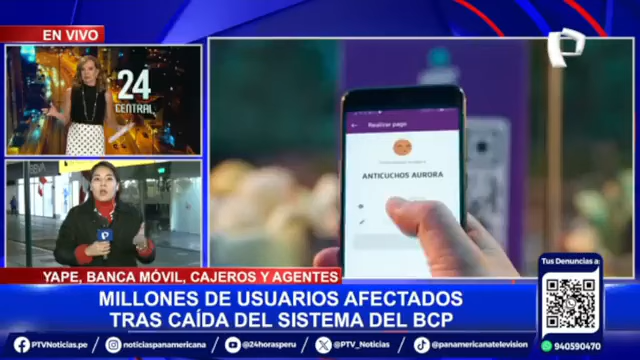 EN VIVO
24
CENTRAL
Realizar pago
ANTICUCHOS AURORA
YAPE, BANCA MÓVIL, CAJEROS Y AGENTES
MILLONES DE USUARIOS AFECTADOS
TRAS CAÍDA DEL SISTEMA DEL BCP
Tus Denuncias a:
940590470
PTVNoticias.pe
noticiaspanamericana
@24horasperu
PTV_Noticias
@panamericanatelevision